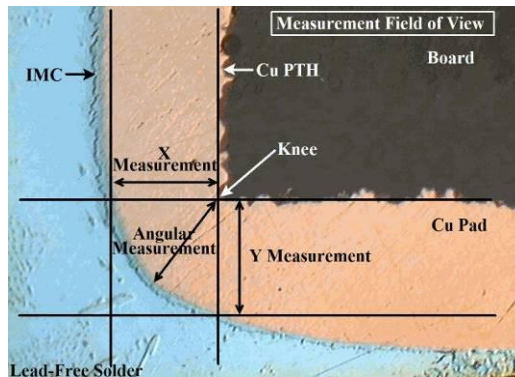 Measurement Field of View
IMC
Cu PTH
Board
Knee
X
Measurement
Angular
Measurement
Y Measurement
Cu Pad
Lead-Free Solder